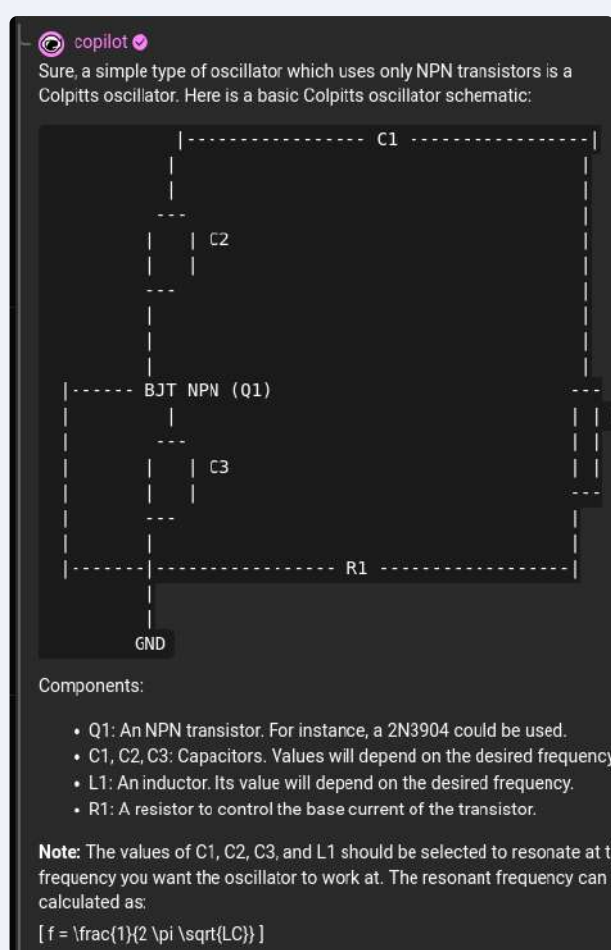 copilot
Sure, a simple type of oscillator which uses only NPN transistors is a
Colpitts oscillator. Here is a basic Colpitts oscillator schematic:
|----------------- C1 -----------------|
| |
| |
--- |
| | C2 |
| | |
--- |
| |
| |
| |
|------ BJT NPN (Q1) ---
| | | |
| --- | |
| | | C3 | |
| | | ---
| --- |
| | |
|-------|----------------- R1 ------------------|
|
|
GND
Components:
• Q1: An NPN transistor. For instance, a 2N3904 could be used.
• C1, C2, C3: Capacitors. Values will depend on the desired frequency
• L1: An inductor. Its value will depend on the desired frequency.
• R1: A resistor to control the base current of the transistor.
Note: The values of C1, C2, C3, and L1 should be selected to resonate at
frequency you want the oscillator to work at. The resonant frequency can
calculated as:
[ f = \frac{1}{2 \pi \sqrt{LC}} ]